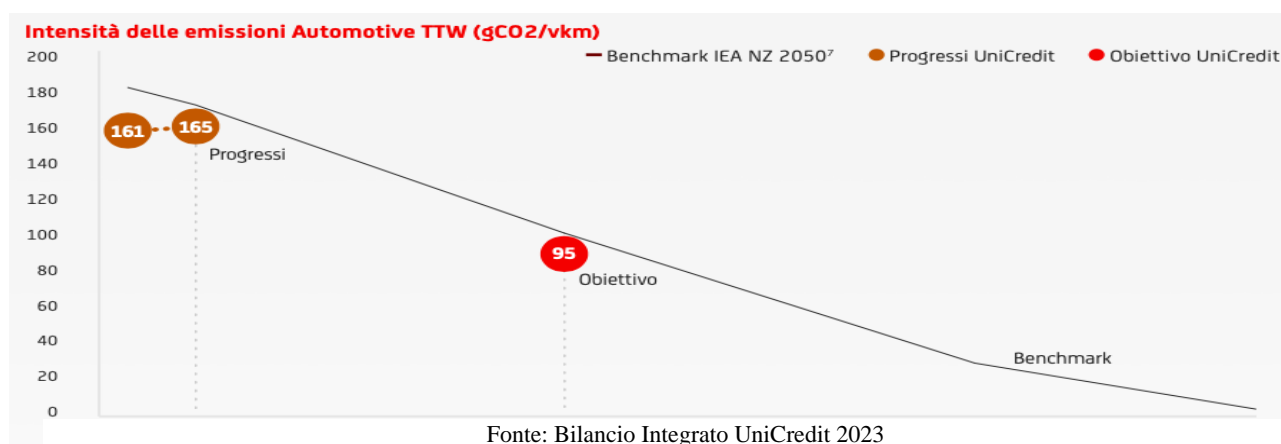 Intensità delle emissioni Automotive TTW (gCO2/vkm)
Benchmark IEA NZ 2050⁷ Progressi UniCredit Obiettivo UniCredit
200
180
160
140
120
100
80
60
40
20
0
161 165
Progressi
95
Obiettivo
Benchmark
Fonte: Bilancio Integrato UniCredit 2023